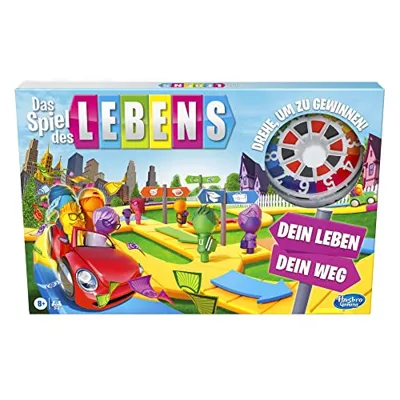 Das
Spiel
des
LEBENS
DREHE, UM ZU GEWINNEN!
DEIN LEBEN
DEIN WEG
8+
Hasbro
Gaming